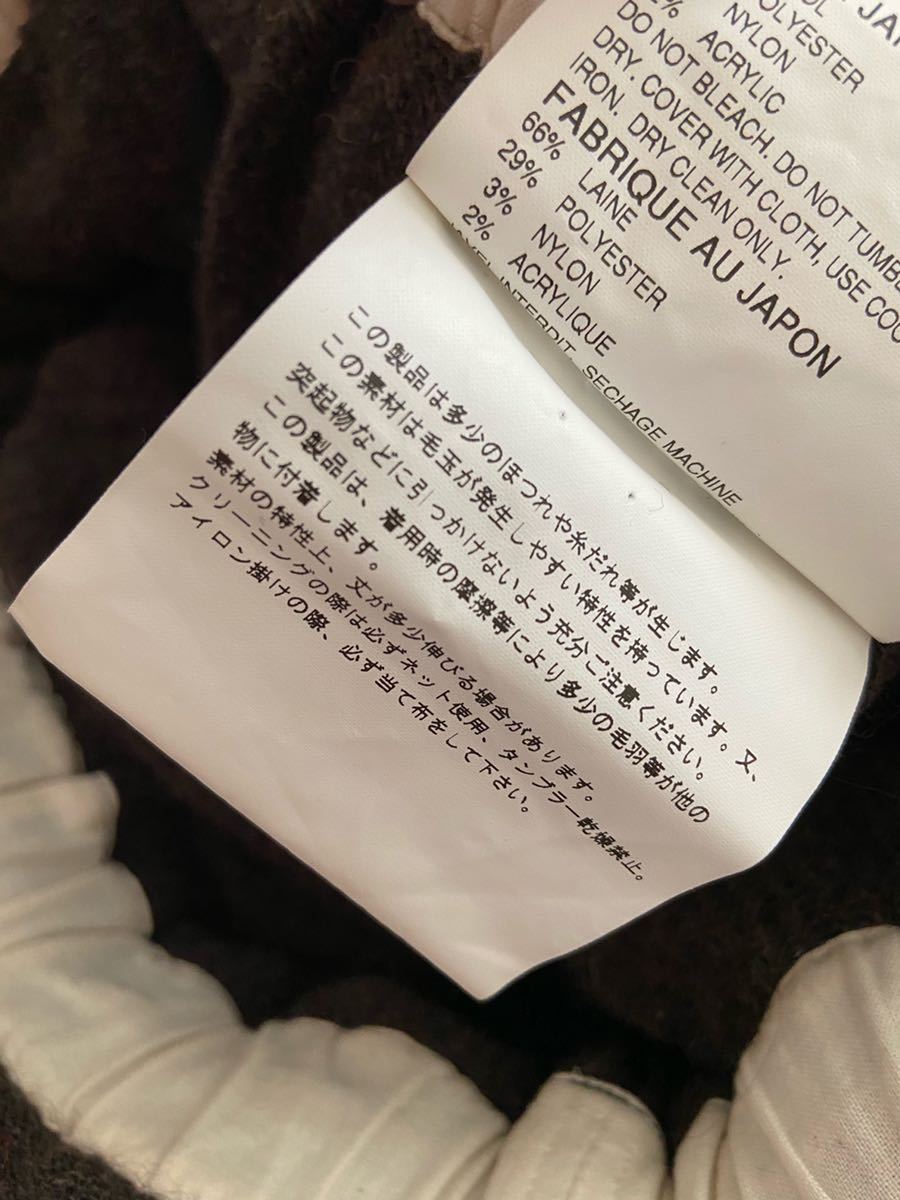 JA
OL
POLYESTER
NYLON
% ACRYLIC
DO NOT BLEACH. DO NOT TUMBLE
DRY. COVER WITH CLOTH, USE COO
IRON. DRY CLEAN ONLY.
FABRIQUE AU JAPON
66% LAINE
29% POLYESTER
3% NYLON
2% ACRYLIQUE
INTERDIT. SECHAGE MACHINE
この製品は多少のほつれや糸だれ等が生じます。
この素材は毛玉が発生しやすい特性を持っています。又、
突起物などに引っかけないよう充分ご注意ください。
この製品は、着用時の摩擦等により多少の毛羽等が他の
物に付着します。
素材の特性上、丈が多少伸びる場合があります。
クリーニングの際は必ずネット使用、タンブラー乾燥禁止。
アイロン掛けの際、必ず当て布をして下さい。